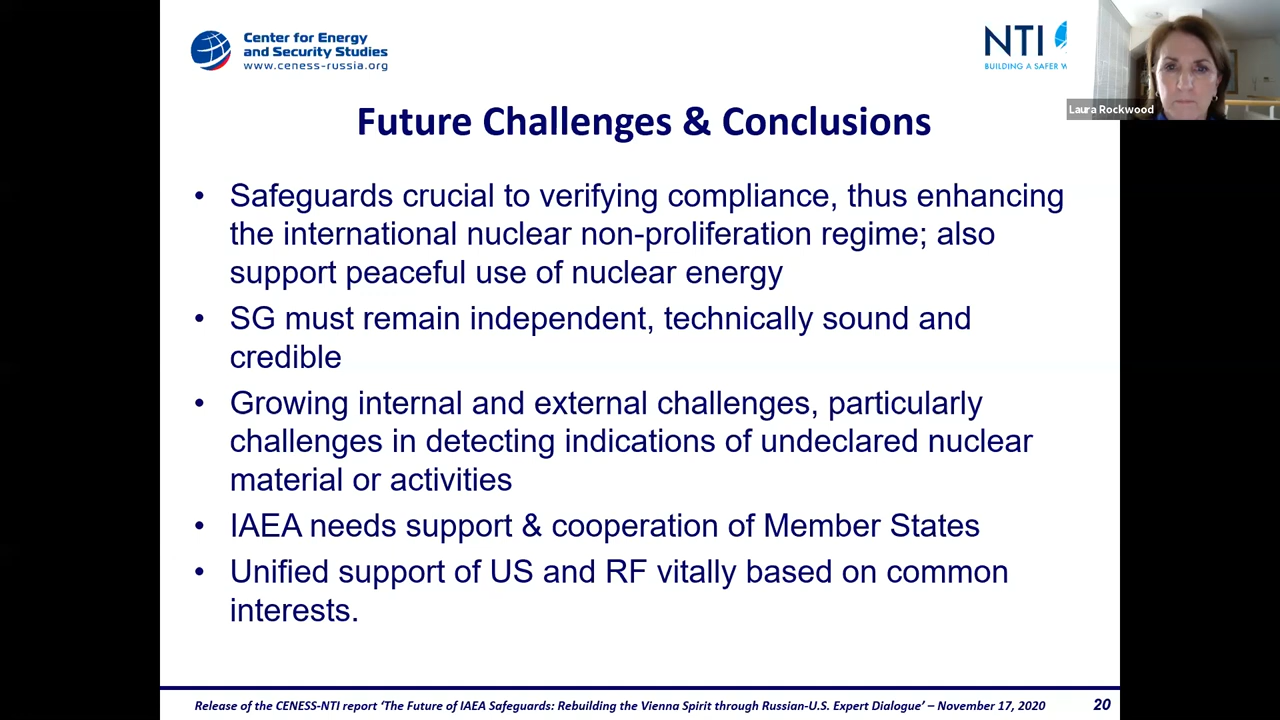 Center for Energy
and Security Studies
www.ceness-russia.org
NTI
BUILDING A SAFER W
Laura Rockwood
Future Challenges & Conclusions
• Safeguards crucial to verifying compliance, thus enhancing
the international nuclear non-proliferation regime; also
support peaceful use of nuclear energy
• SG must remain independent, technically sound and
credible
• Growing internal and external challenges, particularly
challenges in detecting indications of undeclared nuclear
material or activities
• IAEA needs support & cooperation of Member States
• Unified support of US and RF vitally based on common
interests.
Release of the CENESS-NTI report ‘The Future of IAEA Safeguards: Rebuilding the Vienna Spirit through Russian-U.S. Expert Dialogue’ – November 17, 2020
20